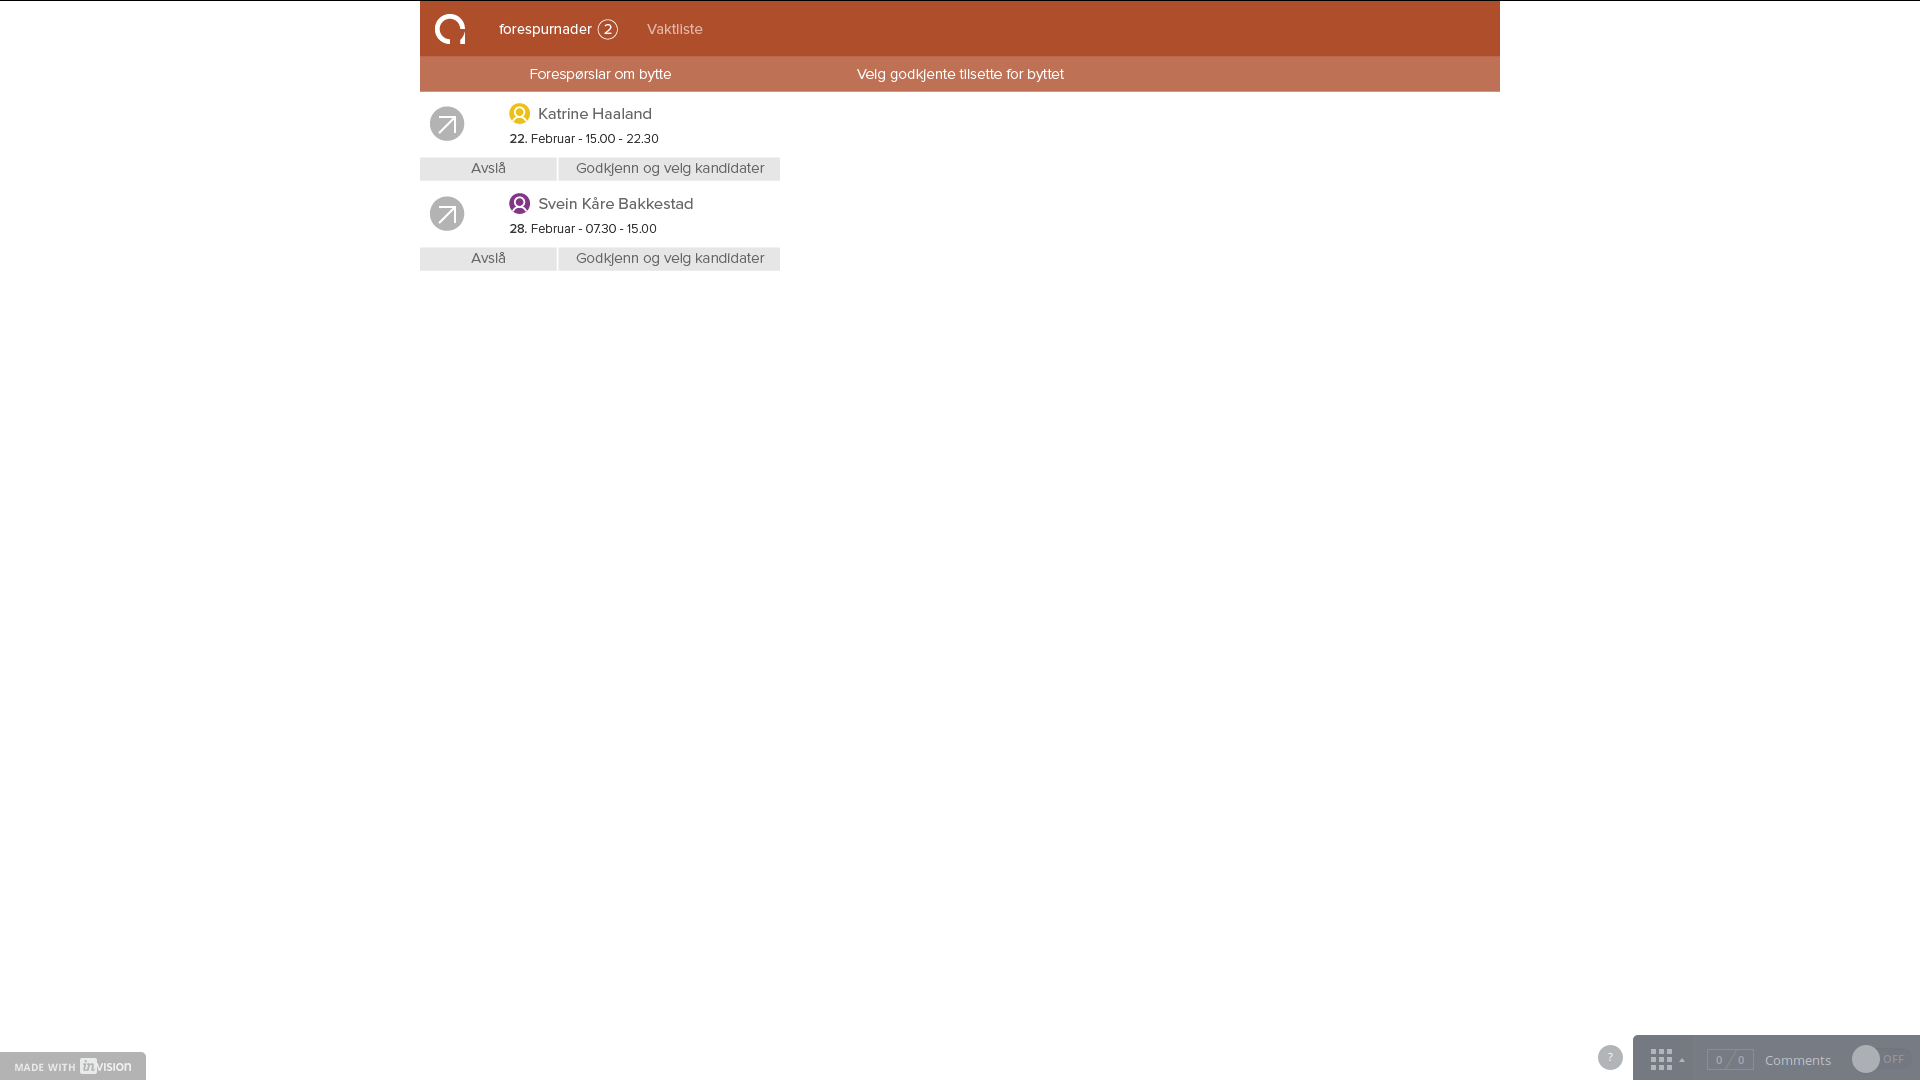 forespurnader 2 Vaktliste
Forespørslar om bytte Velg godkjente tilsette for byttet
Katrine Haaland
22. Februar - 15.00 - 22.30
Avslå Godkjenn og velg kandidater
Svein Kåre Bakkestad
28. Februar - 07.30 - 15.00
Avslå Godkjenn og velg kandidater
MADE WITH invision
? 0 / 0 Comments OFF